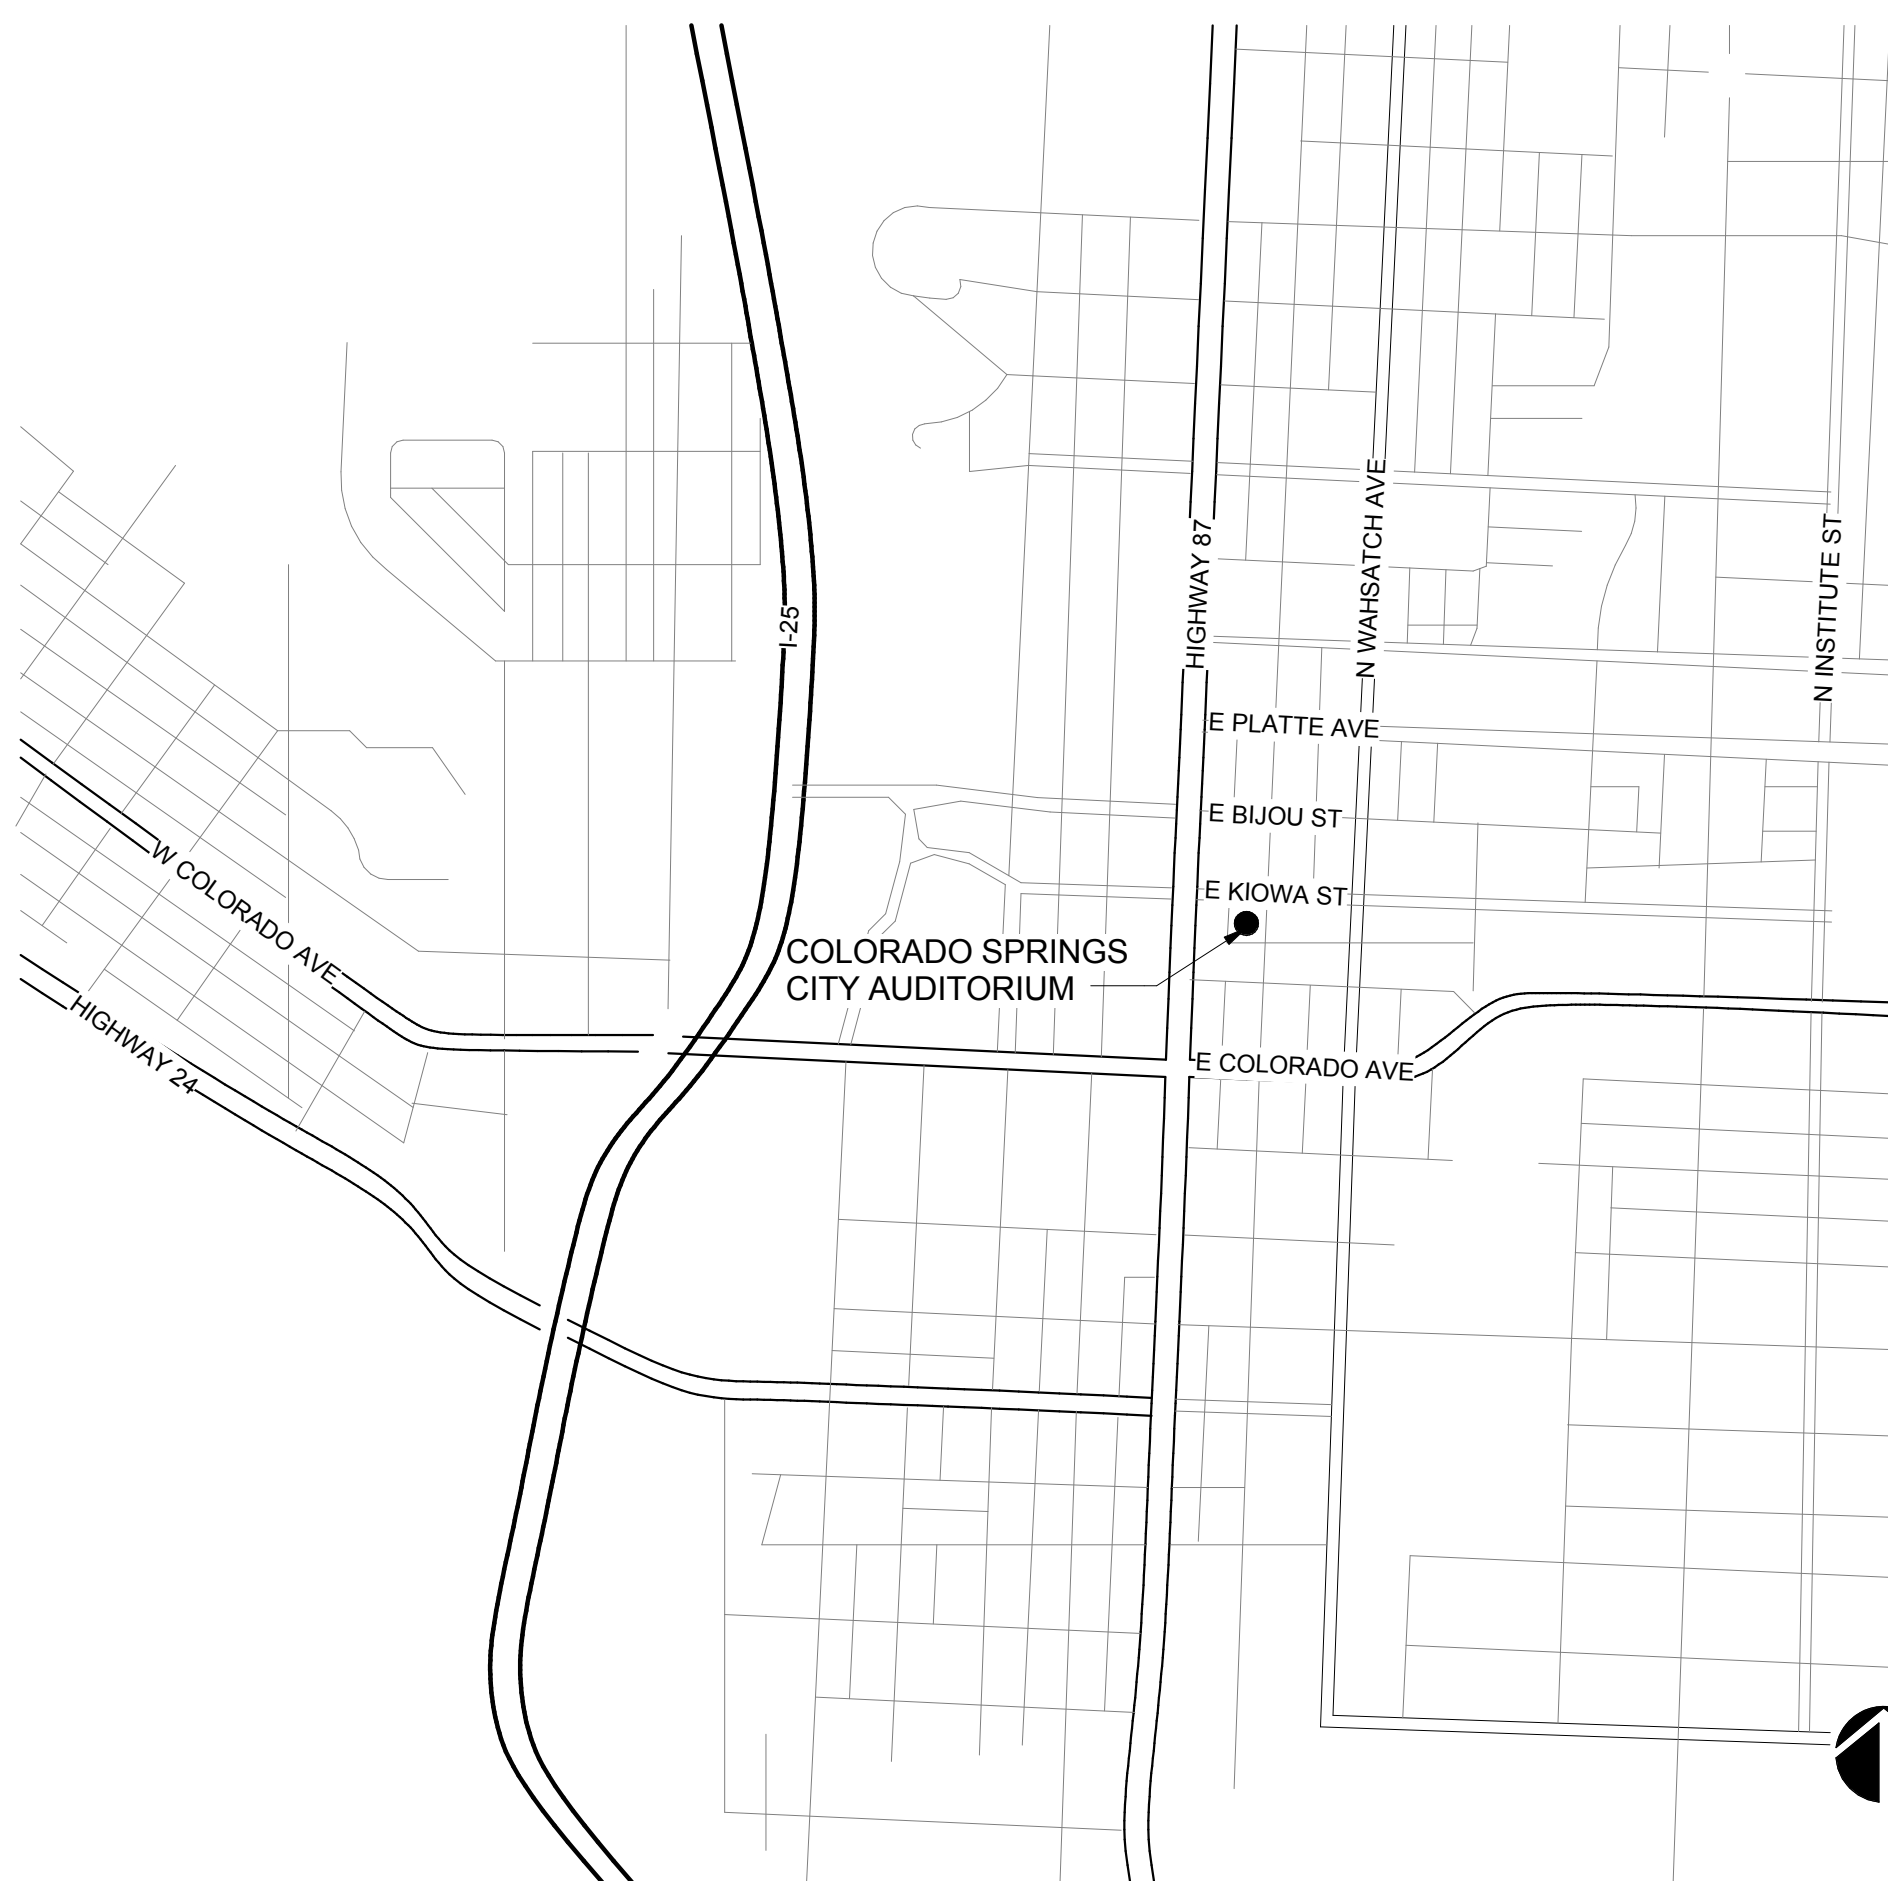 N WAHSATCH AVE
HIGHWAY 87
N INSTITUTE ST
I-25
E PLATTE AVE
E BIJOU ST
W COLORADO AVE
E KIOWA ST
COLORADO SPRINGS
CITY AUDITORIUM
HIGHWAY 24
E COLORADO AVE